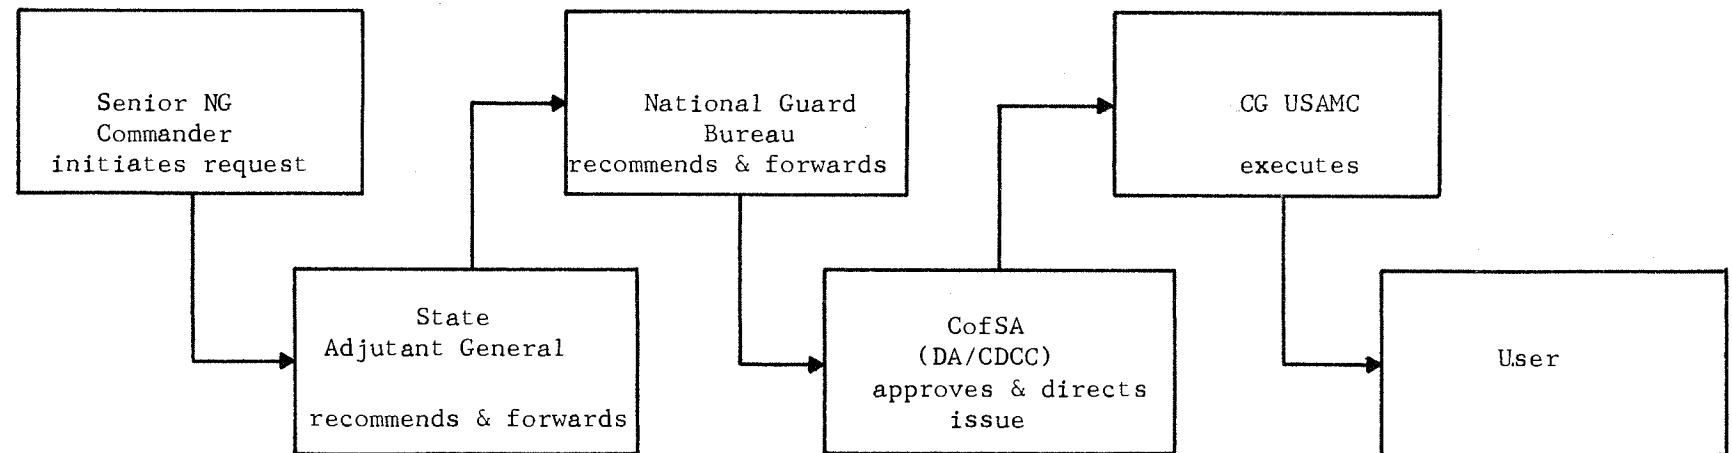 Senior NG
Commander
initiates request
State
Adjutant General
recommends & forwards
National Guard
Bureau
recommends & forwards
CofSA
(DA/CDCC)
approves & directs
issue
CG USAMC
executes
User